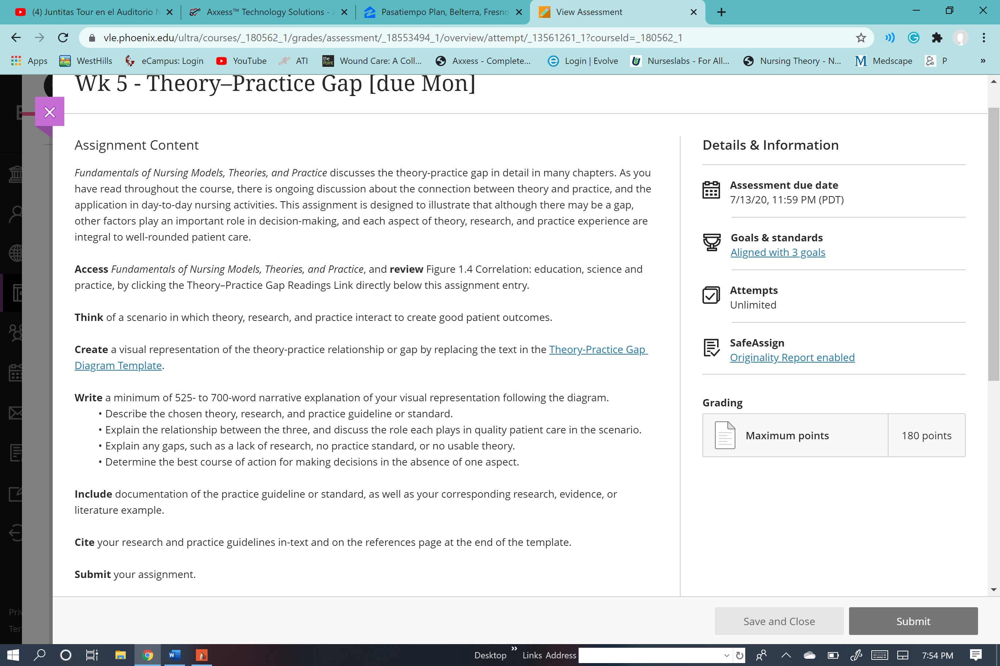 (4) Juntitas Tour en el Auditorio N
Axxess™ Technology Solutions - A
Pasatiempo Plan, Belterra, Fresno
View Assessment
vle.phoenix.edu/ultra/courses/_180562_1/grades/assessment/_18553494_1/overview/attempt/_13561261_1?courseId=_180562_1
Apps
WestHills
eCampus: Login
YouTube
ATI
the Point
Wound Care: A Coll...
Axxess - Complete...
Login | Evolve
Nurseslabs - For All...
Nursing Theory - N...
Medscape
P
»
Wk 5 - Theory–Practice Gap [due Mon]
Assignment Content
Fundamentals of Nursing Models, Theories, and Practice discusses the theory-practice gap in detail in many chapters. As you
have read throughout the course, there is ongoing discussion about the connection between theory and practice, and the
application in day-to-day nursing activities. This assignment is designed to illustrate that although there may be a gap,
other factors play an important role in decision-making, and each aspect of theory, research, and practice experience are
integral to well-rounded patient care.
Access Fundamentals of Nursing Models, Theories, and Practice, and review Figure 1.4 Correlation: education, science and
practice, by clicking the Theory–Practice Gap Readings Link directly below this assignment entry.
Think of a scenario in which theory, research, and practice interact to create good patient outcomes.
Create a visual representation of the theory-practice relationship or gap by replacing the text in the Theory-Practice Gap
Diagram Template.
Write a minimum of 525- to 700-word narrative explanation of your visual representation following the diagram.
• Describe the chosen theory, research, and practice guideline or standard.
• Explain the relationship between the three, and discuss the role each plays in quality patient care in the scenario.
• Explain any gaps, such as a lack of research, no practice standard, or no usable theory.
• Determine the best course of action for making decisions in the absence of one aspect.
Include documentation of the practice guideline or standard, as well as your corresponding research, evidence, or
literature example.
Cite your research and practice guidelines in-text and on the references page at the end of the template.
Submit your assignment.
Details & Information
Assessment due date
7/13/20, 11:59 PM (PDT)
Goals & standards
Aligned with 3 goals
Attempts
Unlimited
SafeAssign
Originality Report enabled
Grading
Maximum points
180 points
Priv
Ter
Save and Close
Submit
Desktop
»
Links
Address
7:54 PM